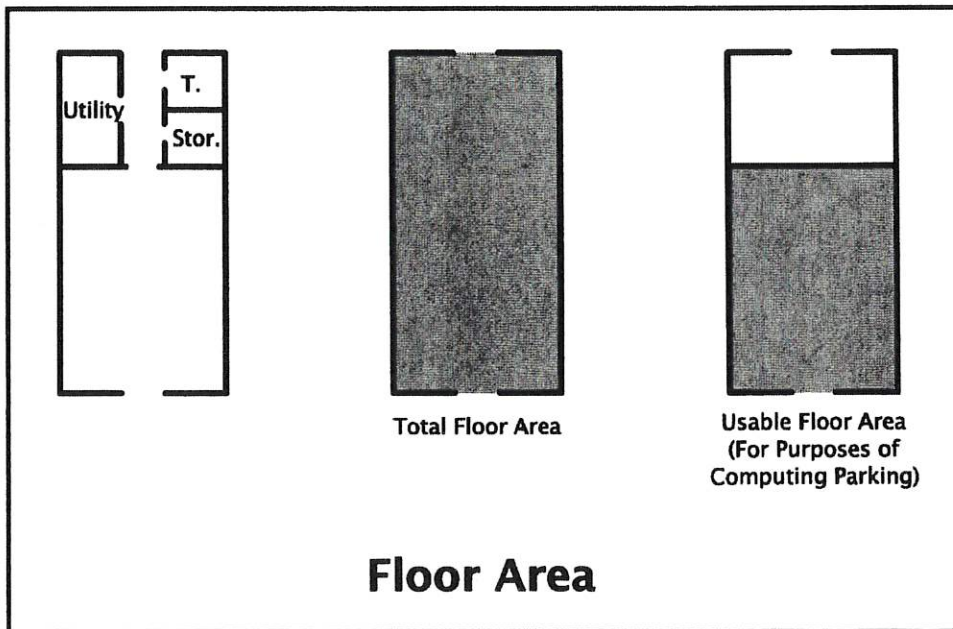 Utility
T.
Stor.
Total Floor Area
Usable Floor Area
(For Purposes of
Computing Parking)
Floor Area